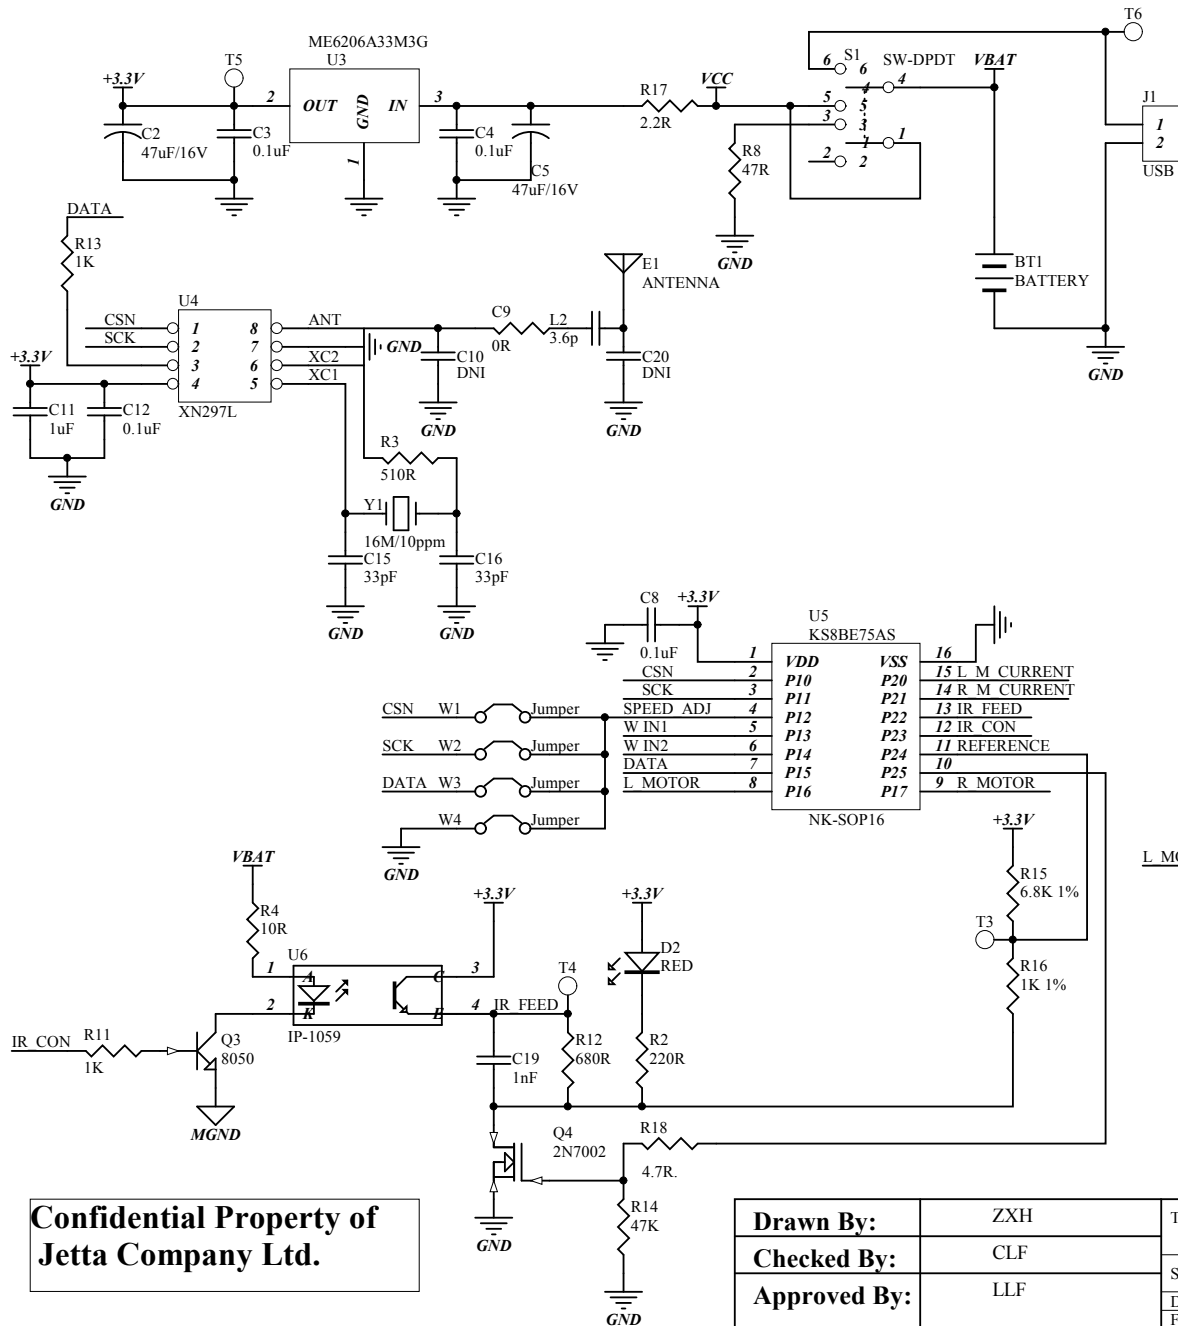 T6
ME6206A33M3G
U3
S1 SW-DPDT
+3.3V T5 VCC VBAT
6 6
4 4
2 OUT GND IN 3 R17 J1
2.2R 5 5
C2 C3 C4 3 3 1
47uF/16V 0.1uF 0.1uF R8 1 1 2
1 C5 47R 2 2
47uF/16V USB
DATA
R13
1K GND
E1 BT1
ANTENNA BATTERY
U4
CSN 1 8 ANT C9 L2
SCK 2 7 GND 0R 3.6p
+3.3V 3 6 XC2 C10 C20
4 5 XC1 DNI DNI GND
C11 C12 XN297L
1uF 0.1uF GND GND
R3
510R
GND
Y1
16M/10ppm
C15 C16
33pF 33pF
GND GND
C8 +3.3V U5
KS8BE75AS
0.1uF 1 VDD VSS 16
CSN 2 P10 P20 15 L_M_CURRENT
SCK 3 P11 P21 14 R_M_CURRENT
CSN W1 Jumper SPEED_ADJ 4 P12 P22 13 IR_FEED
W IN1 5 P13 P23 12 IR_CON
SCK W2 Jumper W IN2 6 P14 P24 11 REFERENCE
DATA 7 P15 P25 10
DATA W3 Jumper L_MOTOR 8 P16 P17 9 R_MOTOR
W4 Jumper NK-SOP16 +3.3V
GND
VBAT L_M
R15
6.8K 1%
+3.3V +3.3V
R4
10R T3
U6 D2
1 A C 3 T4 RED R16
1K 1%
2 K E 4 IR_FEED
IP-1059
IR_CON R11 Q3 R12 R2
1K 8050 C19 680R 220R
1nF
MGND
Q4 R18
2N7002
4.7R.
R14
47K
GND
GND
Confidential Property of
Jetta Company Ltd.
Drawn By: ZXH T
Checked By: CLF S
Approved By: LLF D
F